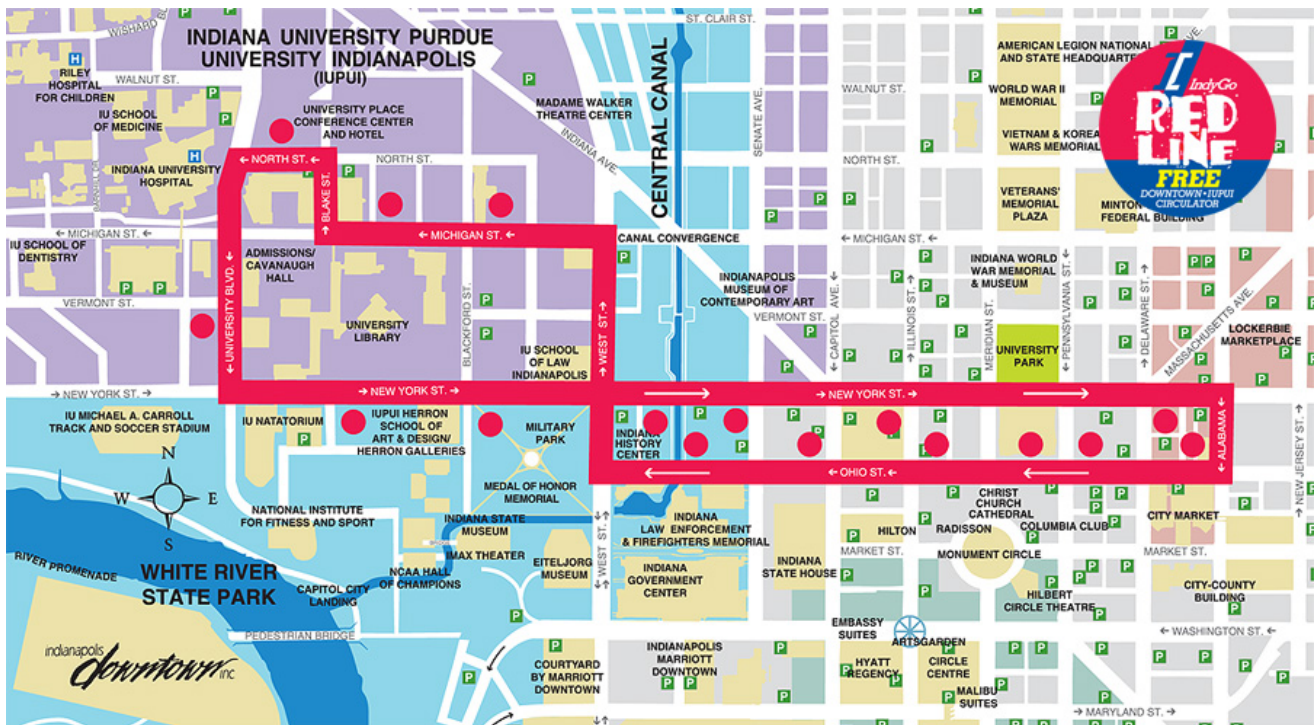 ST. CLAIR ST.
WISHARD BL
INDIANA UNIVERSITY PURDUE
UNIVERSITY INDIANAPOLIS
(IUPUI)
H
RILEY
HOSPITAL
FOR CHILDREN
WALNUT ST.
IU SCHOOL
OF MEDICINE
H
INDIANA UNIVERSITY
HOSPITAL
UNIVERSITY PLACE
CONFERENCE CENTER
AND HOTEL
MADAME WALKER
THEATRE CENTER
INDIANA AVE.
CENTRAL CANAL
SENATE AVE.
WALNUT ST.
NORTH ST.
AMERICAN LEGION NATIONAL
AND STATE HEADQUARTE
AVE.
WORLD WAR II
MEMORIAL
VIETNAM & KOREA
WARS MEMORIAL
VETERANS'
MEMORIAL
PLAZA
MINTON
FEDERAL BUILDING
IndyGo
RED
LINE
FREE
DOWNTOWN • IUPUI
CIRCULATOR
← NORTH ST. ←
NORTH ST.
BLAKE ST. →
← MICHIGAN ST. ←
← MICHIGAN ST. ←
← MICHIGAN ST.
IU SCHOOL OF
DENTISTRY
VERMONT ST.
← UNIVERSITY BLVD. →
ADMISSIONS/
CAVANAUGH
HALL
UNIVERSITY
LIBRARY
BLACKFORD ST.
IU SCHOOL
OF LAW
INDIANAPOLIS
← WEST ST. →
CANAL CONVERGENCE
INDIANAPOLIS
MUSEUM OF
CONTEMPORARY ART
VERMONT ST.
← CAPITOL AVE. ←
→ ILLINOIS ST. →
MERIDIAN ST.
INDIANA WORLD
WAR MEMORIAL
& MUSEUM
UNIVERSITY
PARK
← PENNSYLVANIA ST. ←
→ DELAWARE ST. →
MASSACHUSETTS AVE.
LOCKERBIE
MARKETPLACE
→ NEW YORK ST. →
→ NEW YORK ST. →
→ NEW YORK ST. →
IU MICHAEL A. CARROLL
TRACK AND SOCCER STADIUM
IU NATATORIUM
IUPUI HERRON
SCHOOL OF
ART & DESIGN/
HERRON GALLERIES
MILITARY
PARK
INDIANA
HISTORY
CENTER
← ALABAMA ←
→ NEW JERSEY ST. →
← OHIO ST. ←
N
W
E
S
MEDAL OF HONOR
MEMORIAL
NATIONAL INSTITUTE
FOR FITNESS AND SPORT
INDIANA STATE
MUSEUM
IMAX THEATER
NCAA HALL
OF CHAMPIONS
EITELJORG
MUSEUM
WEST ST.
INDIANA
LAW ENFORCEMENT
& FIREFIGHTERS MEMORIAL
INDIANA
GOVERNMENT
CENTER
INDIANA
STATE HOUSE
HILTON
RADISSON
CHRIST
CHURCH
CATHEDRAL
COLUMBIA CLUB
CITY MARKET
MARKET ST.
MARKET ST.
MONUMENT CIRCLE
HILBERT
CIRCLE THEATRE
CITY-COUNTY
BUILDING
RIVER PROMENADE
WHITE RIVER
STATE PARK
CAPITOL CITY
LANDING
PEDESTRIAN BRIDGE
EMBASSY
SUITES
ARTSGARDEN
← WASHINGTON ST. ←
indianapolis
downtown inc
COURTYARD
BY MARRIOTT
DOWNTOWN
INDIANAPOLIS
MARRIOTT
DOWNTOWN
HYATT
REGENCY
CIRCLE
CENTRE
MALIBU
SUITES
→ MARYLAND ST. →